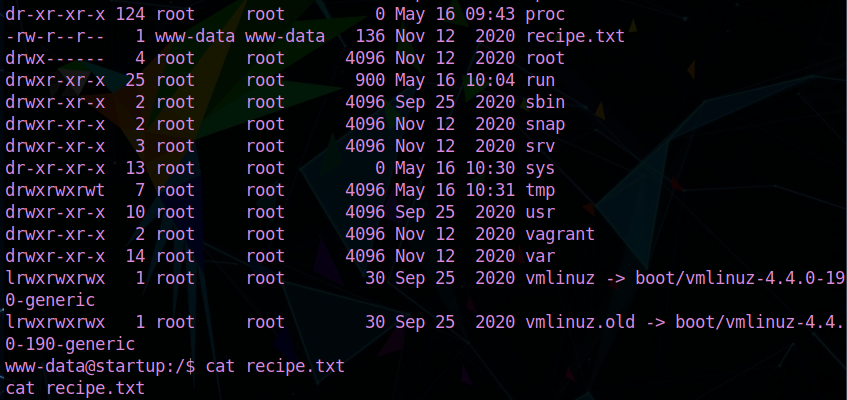 dr-xr-xr-x 124 root     root         0 May 16 09:43 proc
-rw-r--r--   1 www-data www-data   136 Nov 12  2020 recipe.txt
drwx------   4 root     root      4096 Nov 12  2020 root
drwxr-xr-x  25 root     root       900 May 16 10:04 run
drwxr-xr-x   2 root     root      4096 Sep 25  2020 sbin
drwxr-xr-x   2 root     root      4096 Nov 12  2020 snap
drwxr-xr-x   3 root     root      4096 Nov 12  2020 srv
dr-xr-xr-x  13 root     root         0 May 16 10:30 sys
drwxrwxrwt   7 root     root      4096 May 16 10:31 tmp
drwxr-xr-x  10 root     root      4096 Sep 25  2020 usr
drwxr-xr-x   2 root     root      4096 Nov 12  2020 vagrant
drwxr-xr-x  14 root     root      4096 Nov 12  2020 var
lrwxrwxrwx   1 root     root        30 Sep 25  2020 vmlinuz -> boot/vmlinuz-4.4.0-19
0-generic
lrwxrwxrwx   1 root     root        30 Sep 25  2020 vmlinuz.old -> boot/vmlinuz-4.4.
0-190-generic
www-data@startup:/$ cat recipe.txt
cat recipe.txt